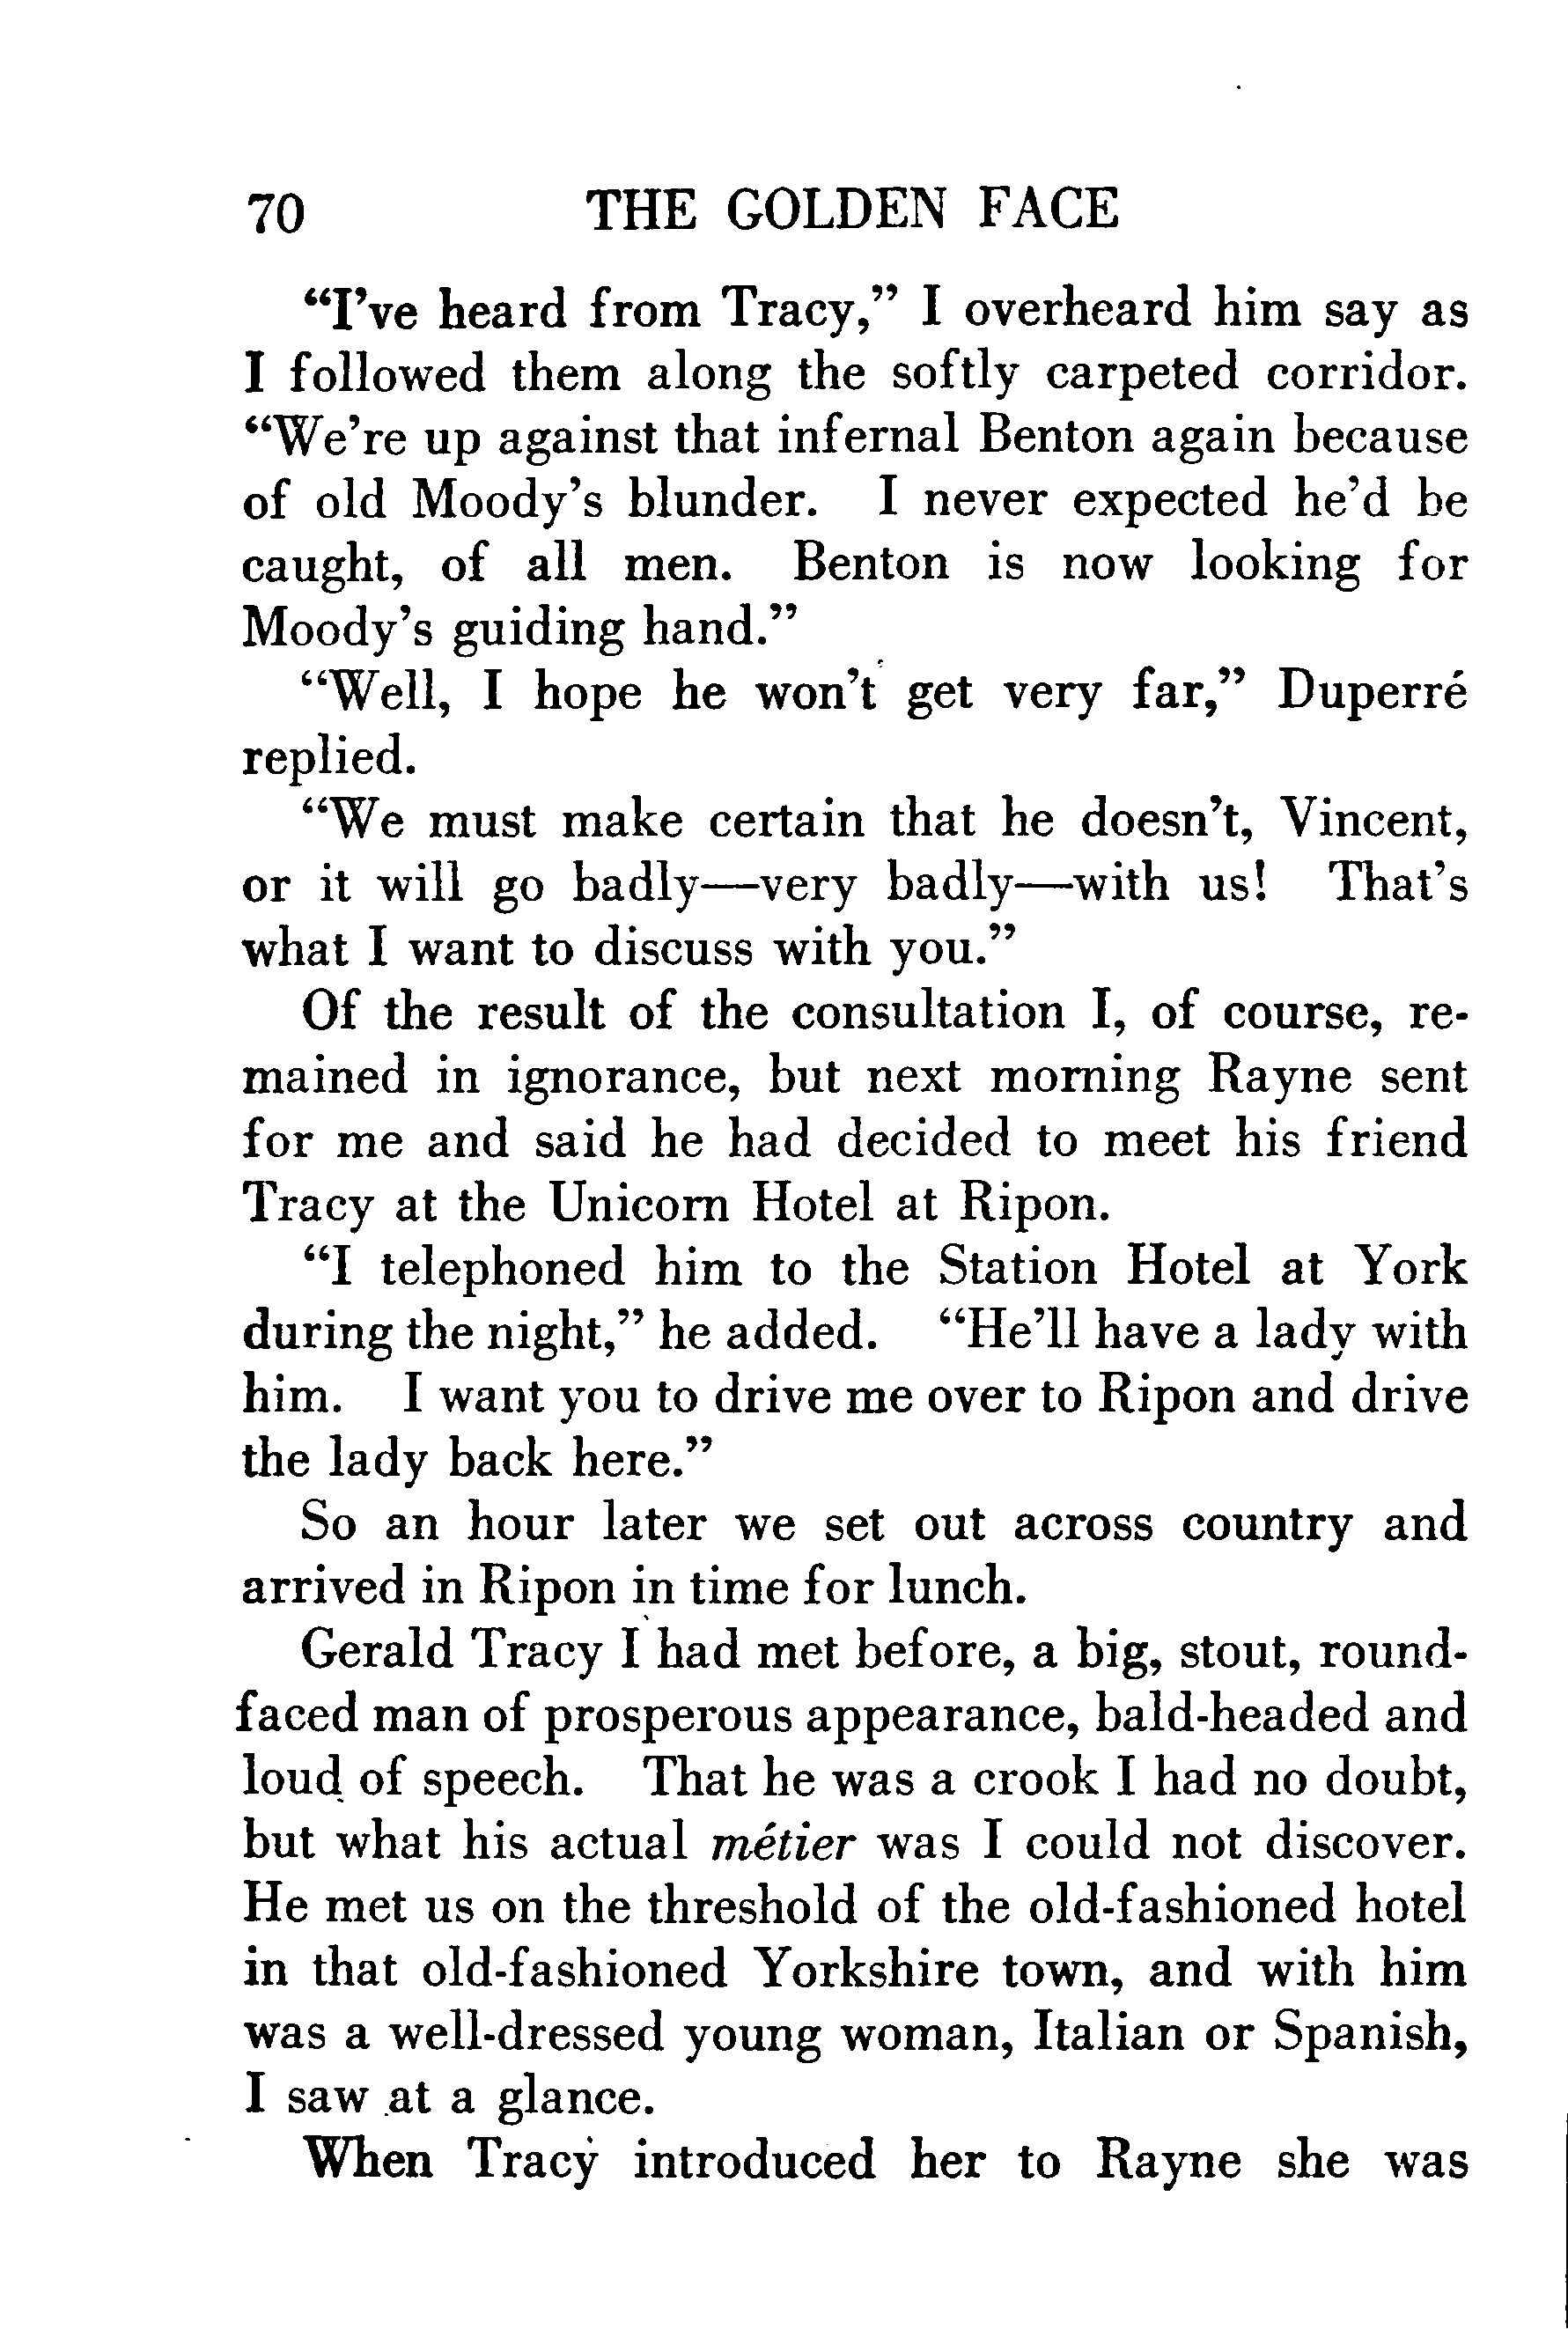 70 THE GOLDEN FACE
“I’ve heard from Tracy,” I overheard him say as
I followed them along the softly carpeted corridor.
“We’re up against that infernal Benton again because
of old Moody’s blunder. I never expected he’d be
caught, of all men. Benton is now looking for
Moody’s guiding hand.”
“Well, I hope he won’t get very far,” Duperré
replied.
“We must make certain that he doesn’t, Vincent,
or it will go badly—very badly—with us! That’s
what I want to discuss with you.”
Of the result of the consultation I, of course, re-
mained in ignorance, but next morning Rayne sent
for me and said he had decided to meet his friend
Tracy at the Unicorn Hotel at Ripon.
“I telephoned him to the Station Hotel at York
during the night,” he added. “He’ll have a lady with
him. I want you to drive me over to Ripon and drive
the lady back here.”
So an hour later we set out across country and
arrived in Ripon in time for lunch.
Gerald Tracy I had met before, a big, stout, round-
faced man of prosperous appearance, bald-headed and
loud of speech. That he was a crook I had no doubt,
but what his actual métier was I could not discover.
He met us on the threshold of the old-fashioned hotel
in that old-fashioned Yorkshire town, and with him
was a well-dressed young woman, Italian or Spanish,
I saw at a glance.
When Tracy introduced her to Rayne she was